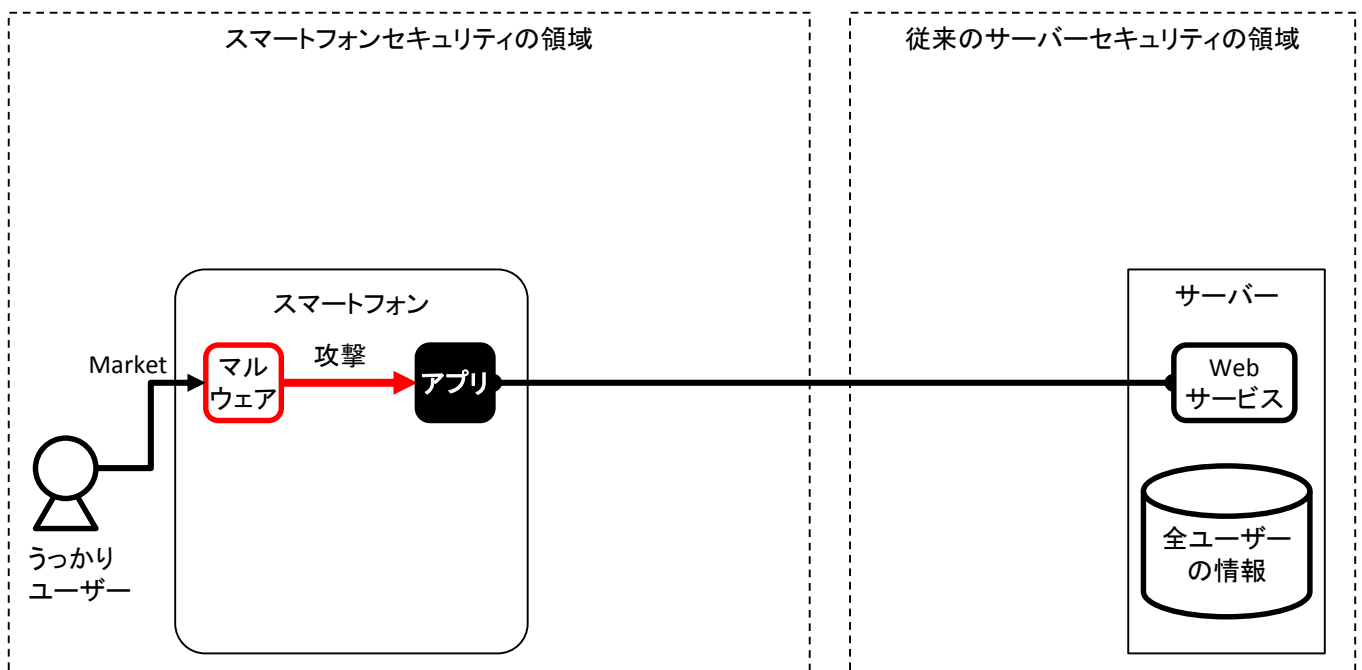 スマートフォンセキュリティの領域
従来のサーバーセキュリティの領域
スマートフォン
サーバー
Market
マル
ウェア
攻撃
アプリ
Web
サービス
うっかり
ユーザー
全ユーザー
の情報